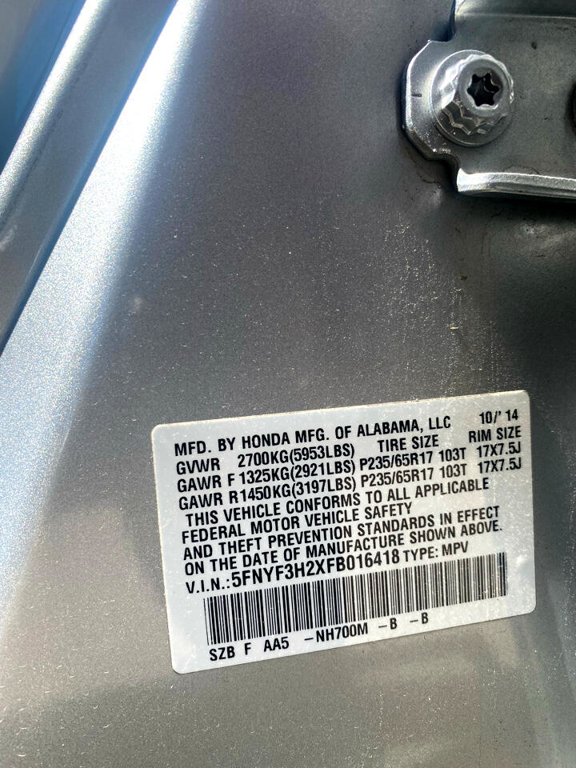 MFD. BY HONDA MFG. OF ALABAMA, LLC 10/'14
GVWR 2700KG(5953LBS) TIRE SIZE RIM SIZE
GAWR F 1325KG(2921LBS) P235/65R17 103T 17X7.5J
GAWR R1450KG(3197LBS) P235/65R17 103T 17X7.5J
THIS VEHICLE CONFORMS TO ALL APPLICABLE
FEDERAL MOTOR VEHICLE SAFETY
AND THEFT PREVENTION STANDARDS IN EFFECT
ON THE DATE OF MANUFACTURE SHOWN ABOVE.
V.I.N.:5FNYF3H2XFB016418 TYPE: MPV
SZB F AA5 -NH700M -B -B